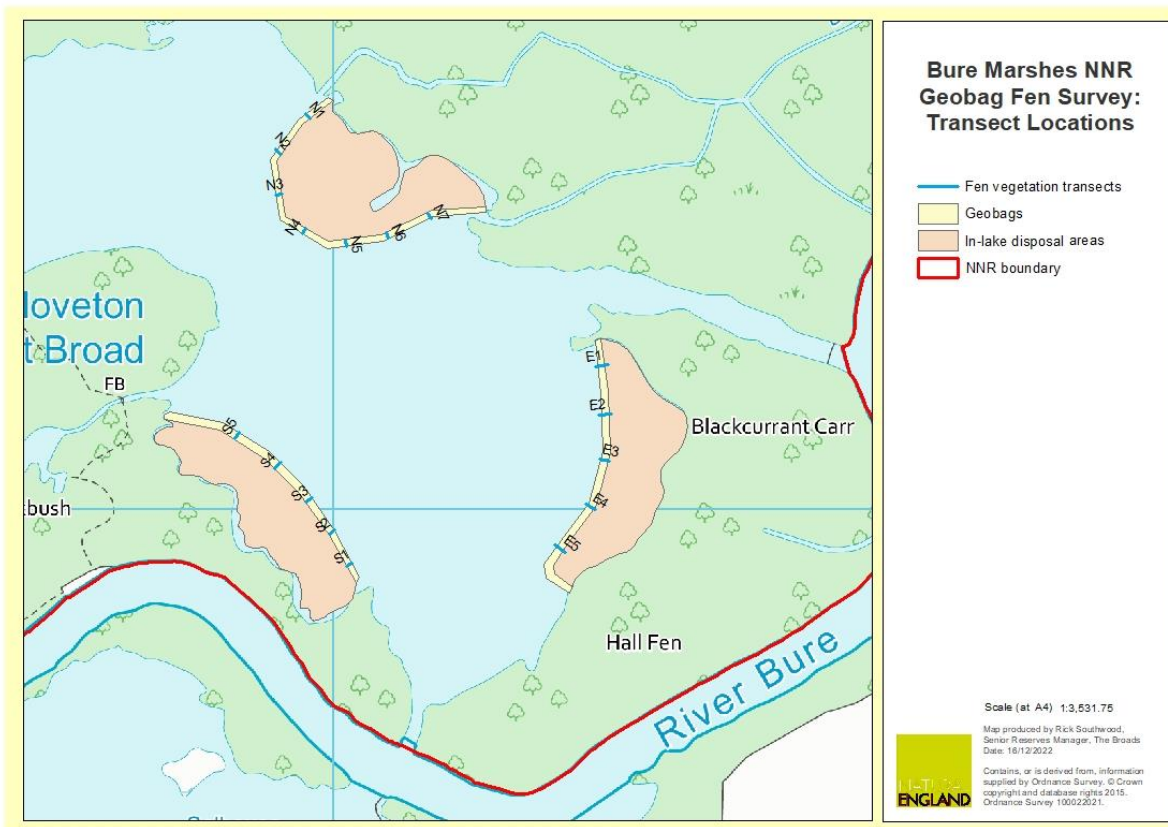 N1
N2
N3
N4
N5
N6
N7
loveton
t Broad
FB
E1
E2
E3
E4
E5
Blackcurrant Carr
S5
S4
S3
S2
S1
bush
Hall Fen
River Bure
Bure Marshes NNR
Geobag Fen Survey:
Transect Locations
Fen vegetation transects
Geobags
In-lake disposal areas
NNR boundary
Scale (at A4) 1:3,531.75
Map produced by Rick Southwood,
Senior Reserves Manager, The Broads
Date: 16/12/2022
Contains, or is derived from, information
supplied by Ordnance Survey. © Crown
copyright and database rights 2015.
Ordnance Survey 100022021.
ENGLAND